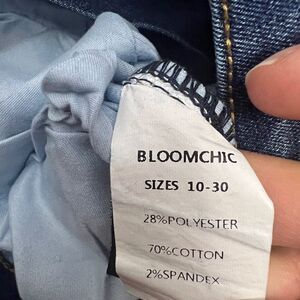 BLOOMCHIC
SIZES 10-30
28%POLYESTER
70%COTTON
2%SPANDEX